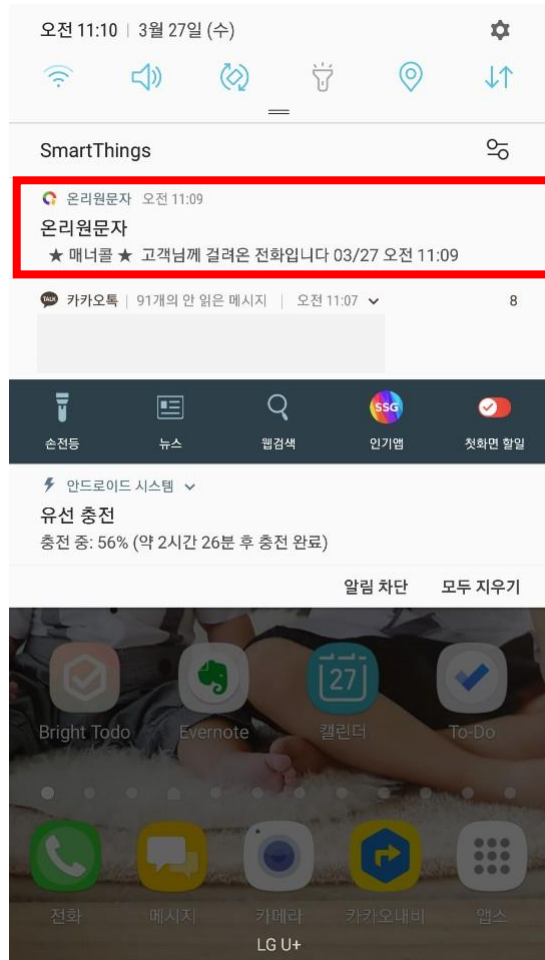 오전 11:10 | 3월 27일 (수)
SmartThings
온리원문자 오전 11:09
온리원문자
★ 매너콜 ★ 고객님께 걸려온 전화입니다 03/27 오전 11:09
TALK 카카오톡 | 91개의 안 읽은 메시지 | 오전 11:07 8
SSG
손전등 뉴스 웹검색 인기앱 첫화면 할일
안드로이드 시스템
유선 충전
충전 중: 56% (약 2시간 26분 후 충전 완료)
알림 차단 모두 지우기
27
Bright Todo Evernote 캘린더 To-Do
전화 메시지 카메라 카카오내비 앱스
LG U+